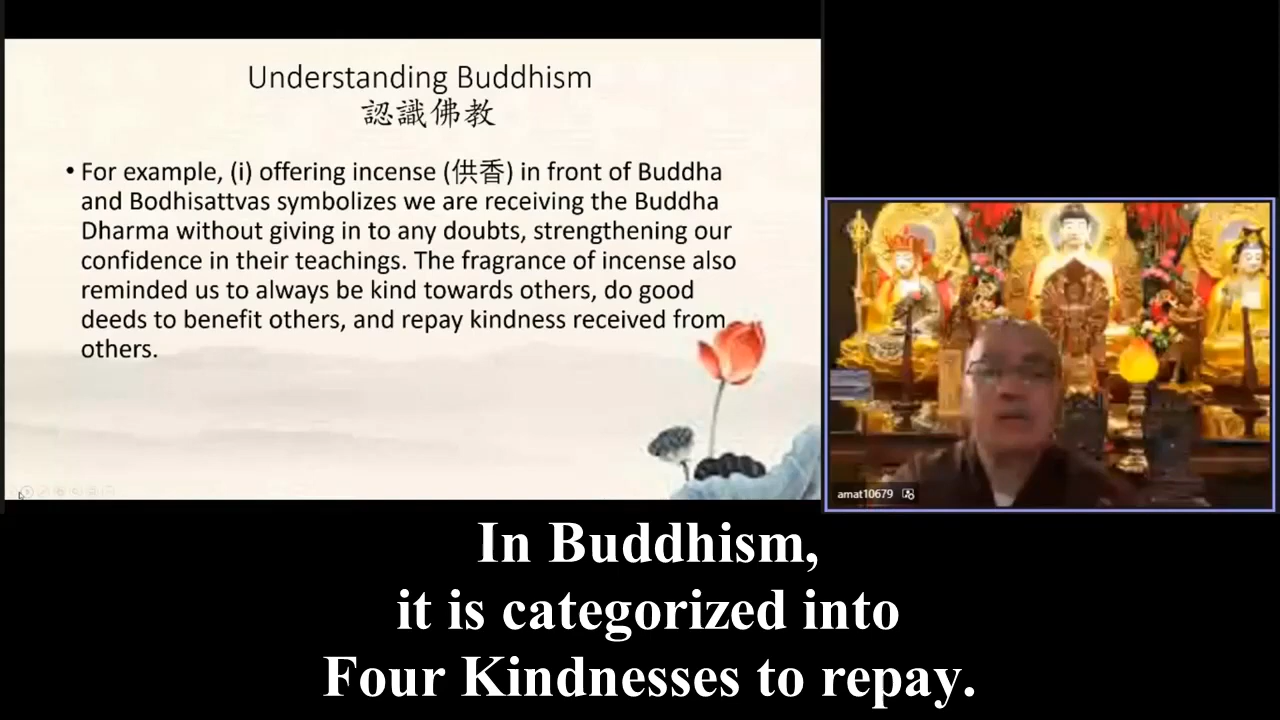 Understanding Buddhism
認識佛教
• For example, (i) offering incense (供香) in front of Buddha
and Bodhisattvas symbolizes we are receiving the Buddha
Dharma without giving in to any doubts, strengthening our
confidence in their teachings. The fragrance of incense also
reminded us to always be kind towards others, do good
deeds to benefit others, and repay kindness received from
others.
amat10679
In Buddhism,
it is categorized into
Four Kindnesses to repay.